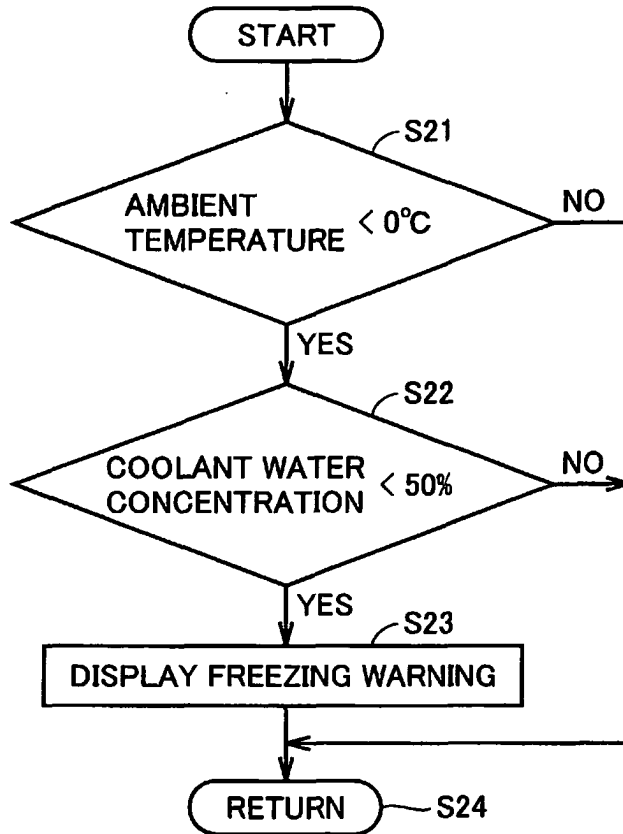 START
S21
AMBIENT
TEMPERATURE < 0°C
NO
YES
S22
COOLANT WATER
CONCENTRATION < 50%
NO
YES
S23
DISPLAY FREEZING WARNING
RETURN
S24